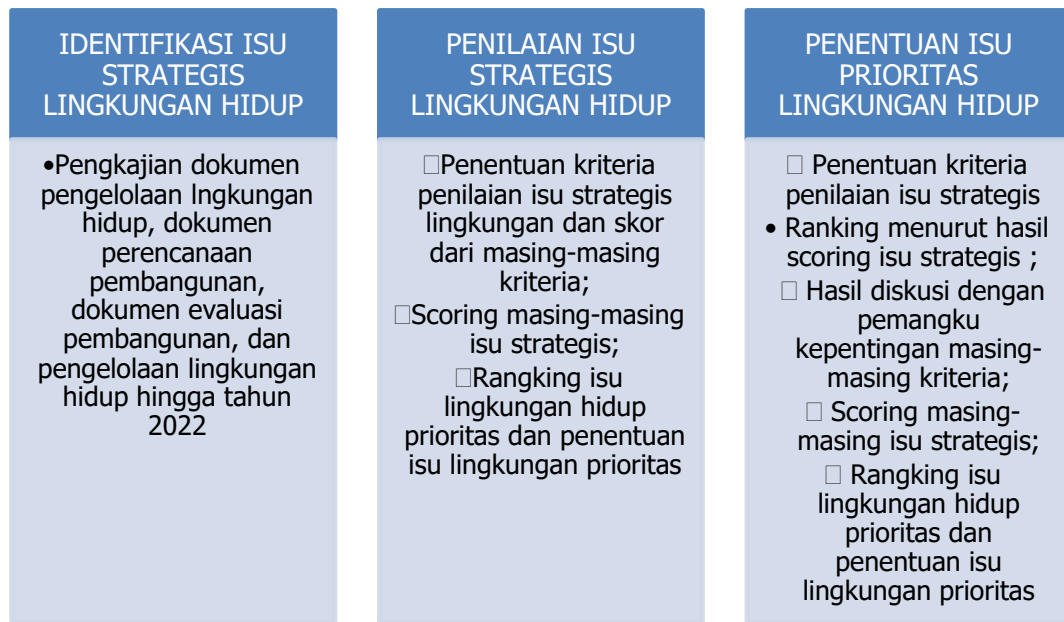 IDENTIFIKASI ISU
STRATEGIS
LINGKUNGAN HIDUP
•Pengkajian dokumen
pengelolaan lngkungan
hidup, dokumen
perencanaan
pembangunan,
dokumen evaluasi
pembangunan, dan
pengelolaan lingkungan
hidup hingga tahun
2022
PENILAIAN ISU
STRATEGIS
LINGKUNGAN HIDUP
□Penentuan kriteria
penilaian isu strategis
lingkungan dan skor
dari masing-masing
kriteria;
□Scoring masing-masing
isu strategis;
□Rangking isu
lingkungan hidup
prioritas dan penentuan
isu lingkungan prioritas
PENENTUAN ISU
PRIORITAS
LINGKUNGAN HIDUP
□ Penentuan kriteria
penilaian isu strategis
• Ranking menurut hasil
scoring isu strategis ;
□ Hasil diskusi dengan
pemangku
kepentingan masing-
masing kriteria;
□ Scoring masing-
masing isu strategis;
□ Rangking isu
lingkungan hidup
prioritas dan
penentuan isu
lingkungan prioritas